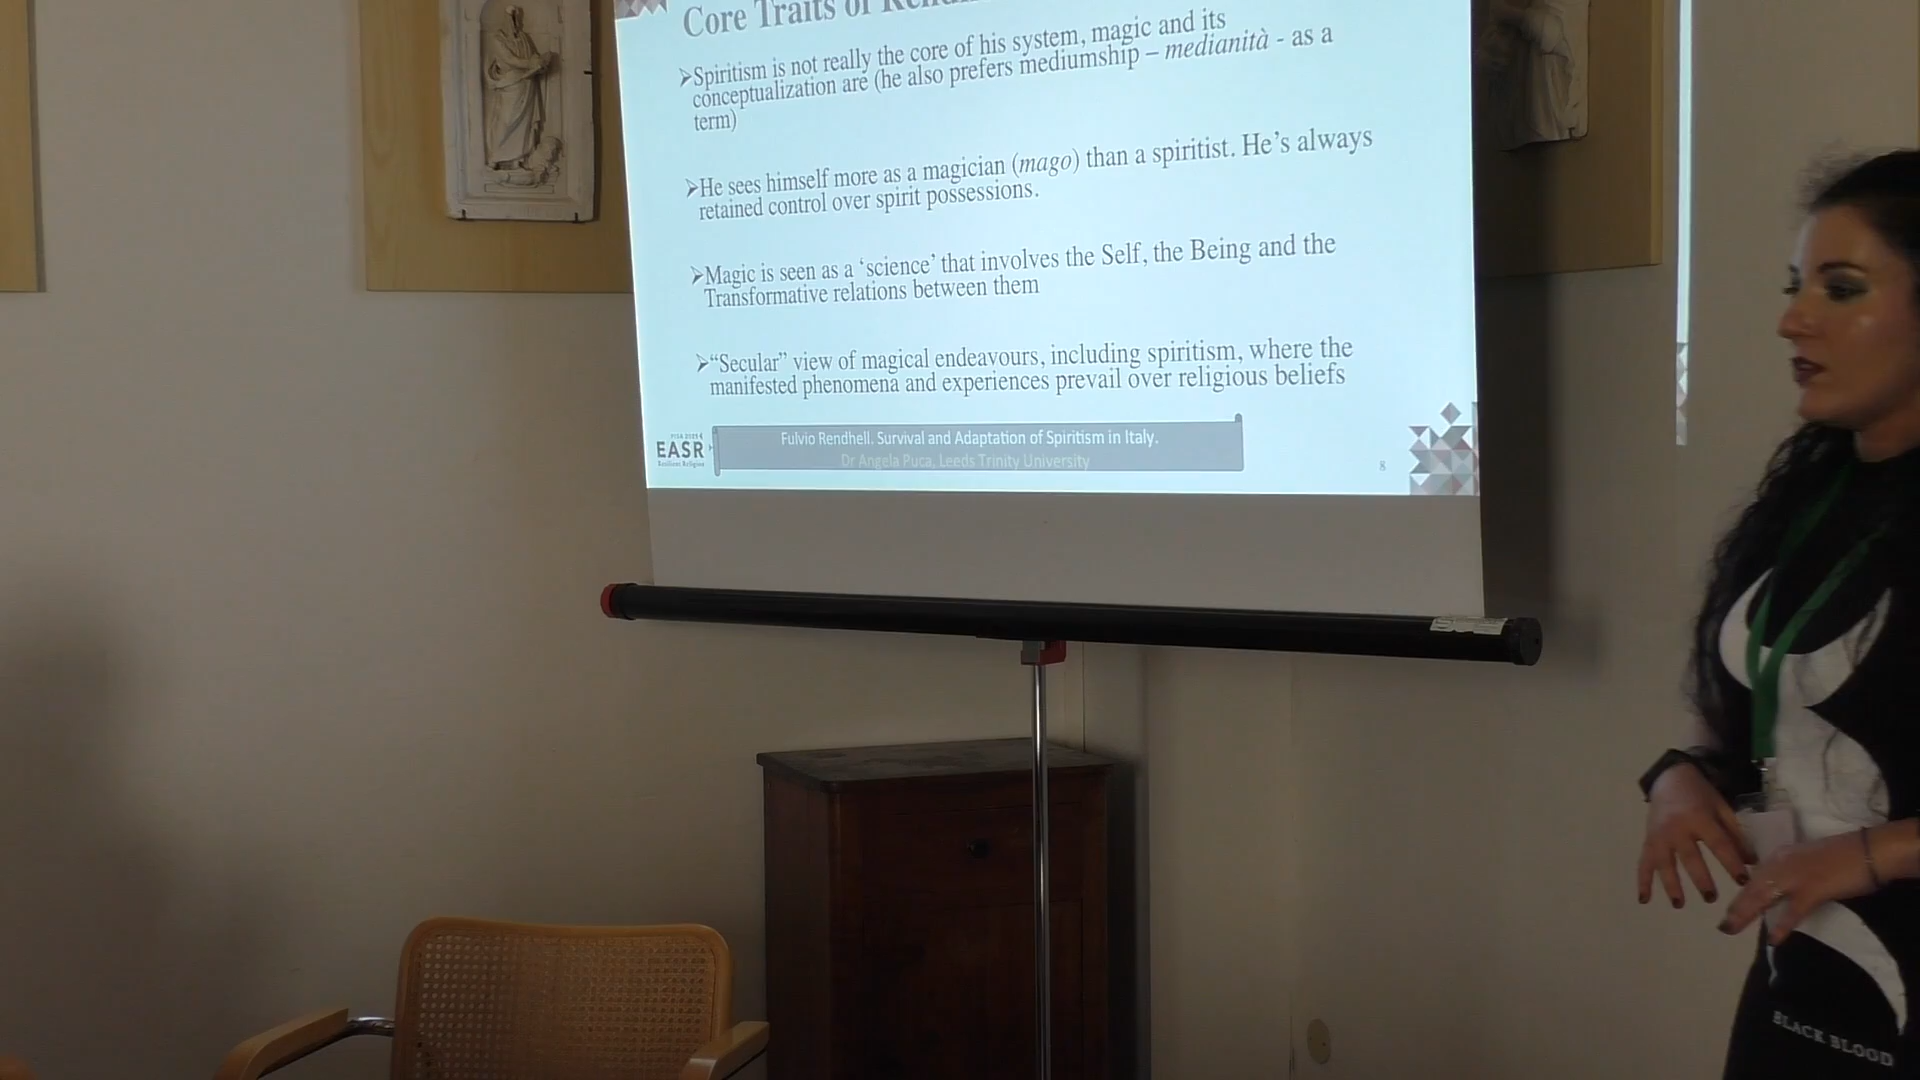 Core Traits of
➢Spiritism is not really the core of his system, magic and its
conceptualization are (he also prefers mediumship – medianità - as a
term)
➢He sees himself more as a magician (mago) than a spiritist. He's always
retained control over spirit possessions.
➢Magic is seen as a ‘science’ that involves the Self, the Being and the
Transformative relations between them
➢“Secular” view of magical endeavours, including spiritism, where the
manifested phenomena and experiences prevail over religious beliefs
EASR
Fulvio Rendhell. Survival and Adaptation of Spiritism in Italy.
Dr Angela Puca, Leeds Trinity University
8
BLACK BLOOD